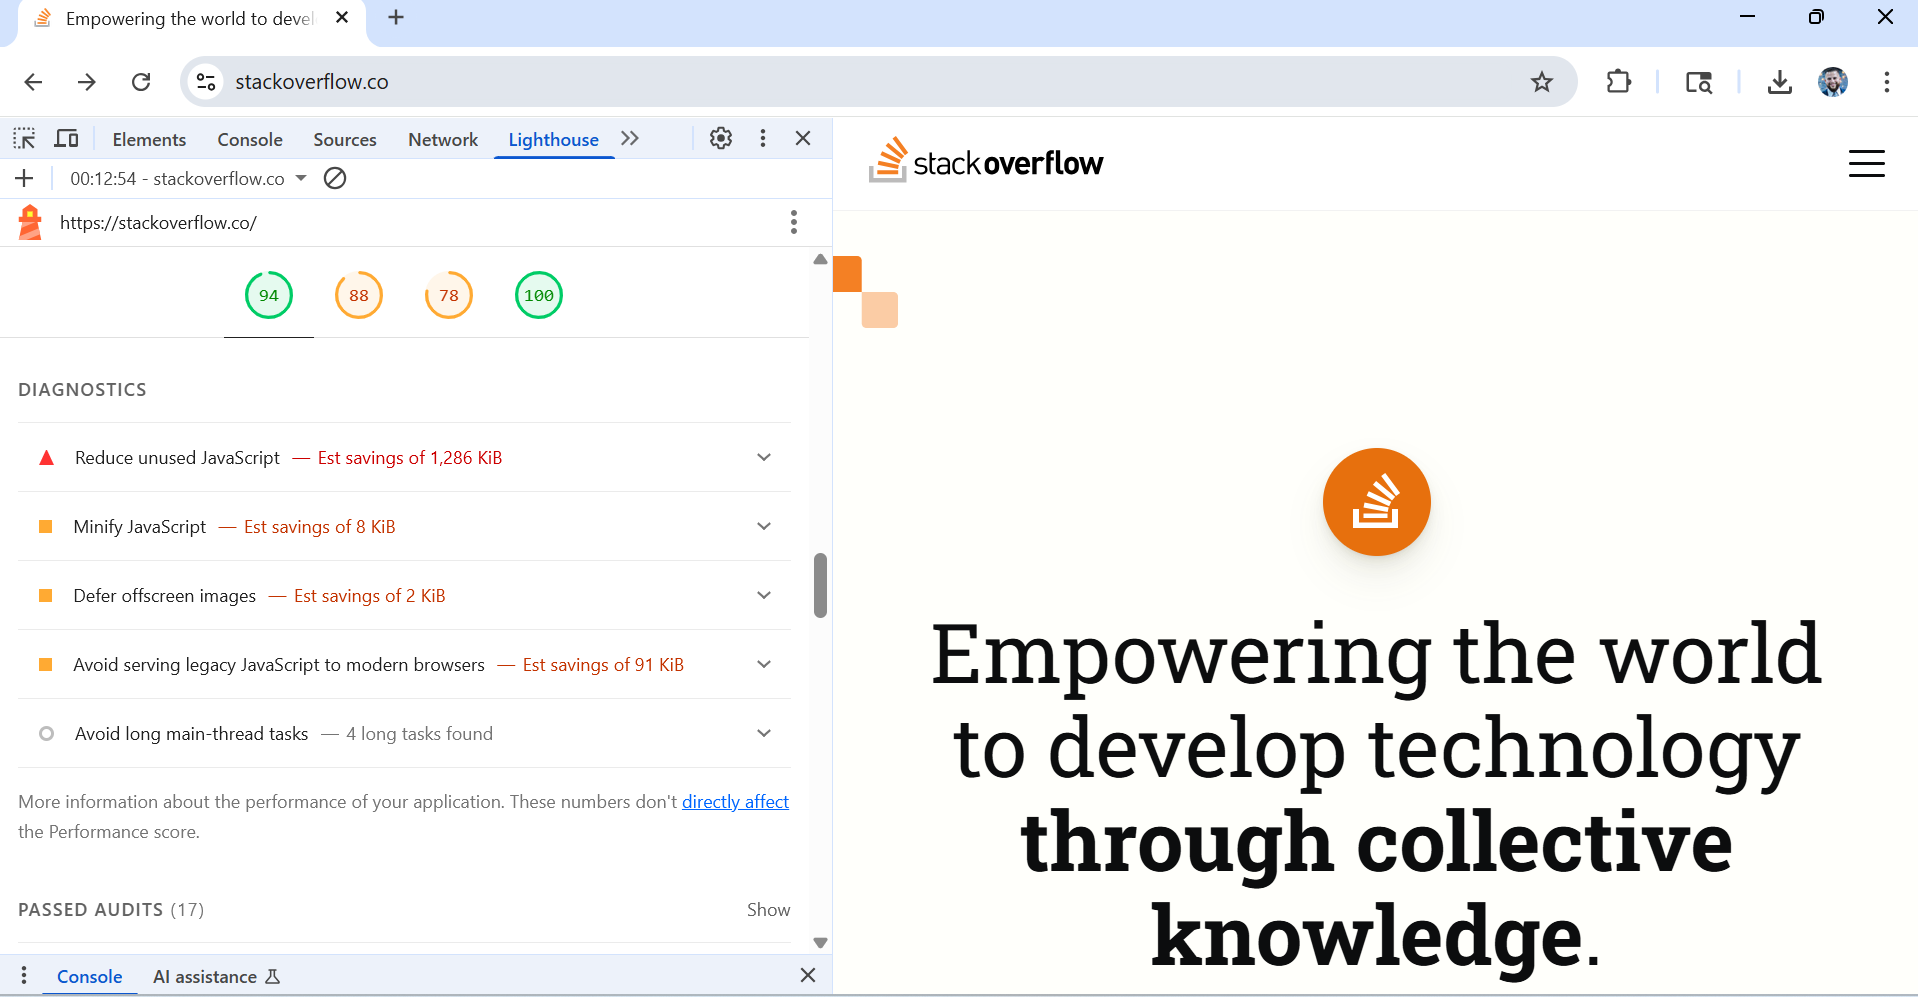 Empowering the world to devel
stackoverflow.co
Elements Console Sources Network Lighthouse
00:12:54 - stackoverflow.co
https://stackoverflow.co/
94 88 78 100
DIAGNOSTICS
Reduce unused JavaScript — Est savings of 1,286 KiB
Minify JavaScript — Est savings of 8 KiB
Defer offscreen images — Est savings of 2 KiB
Avoid serving legacy JavaScript to modern browsers — Est savings of 91 KiB
Avoid long main-thread tasks — 4 long tasks found
More information about the performance of your application. These numbers don't directly affect
the Performance score.
PASSED AUDITS (17) Show
Console AI assistance
stackoverflow
Empowering the world
to develop technology
through collective
knowledge.